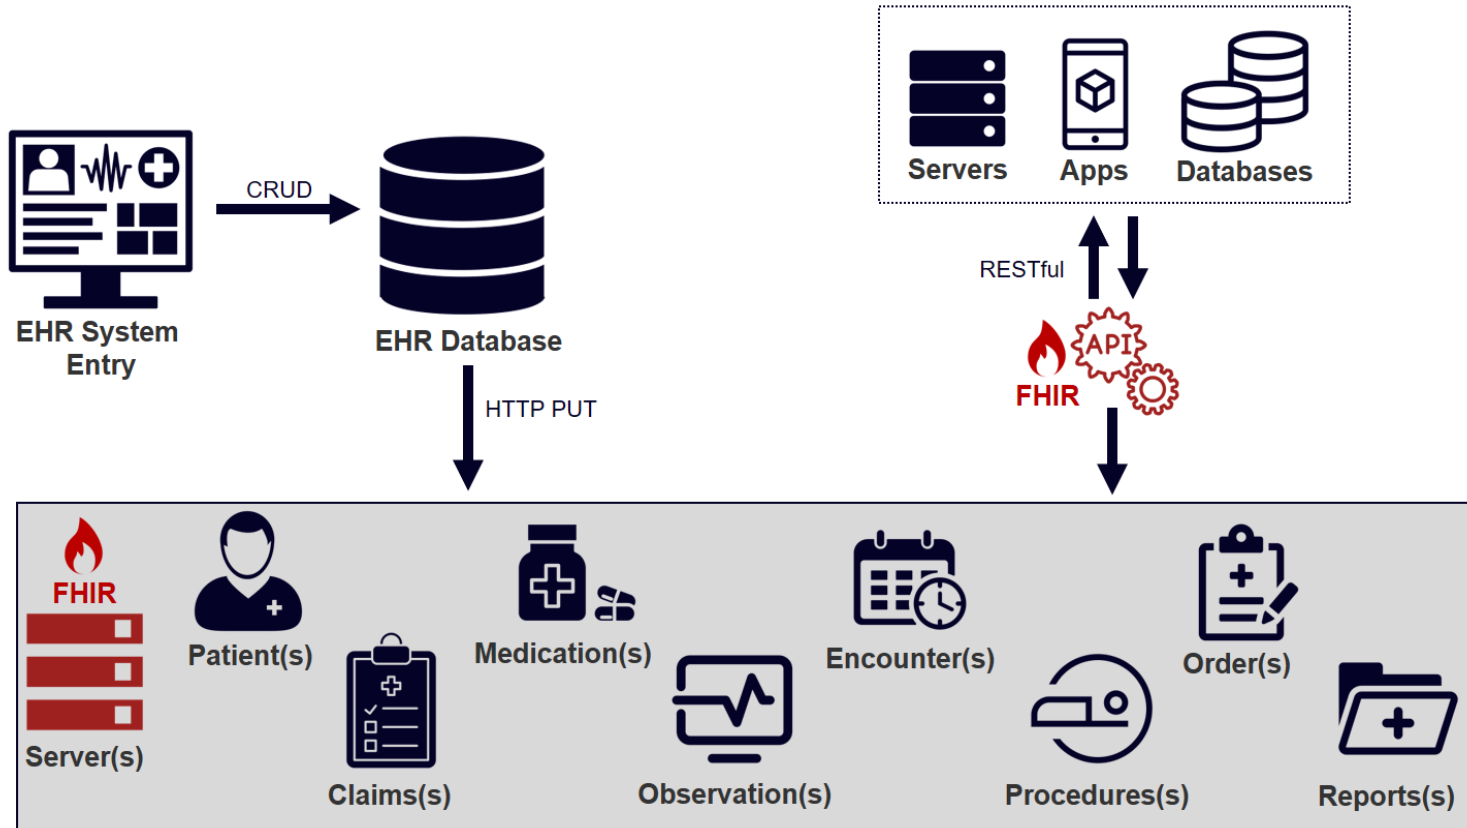 Servers
Apps
Databases
CRUD
RESTful
EHR System
Entry
EHR Database
API
FHIR
HTTP PUT
FHIR
Server(s)
Patient(s)
Claims(s)
Medication(s)
Observation(s)
Encounter(s)
Procedures(s)
Order(s)
Reports(s)